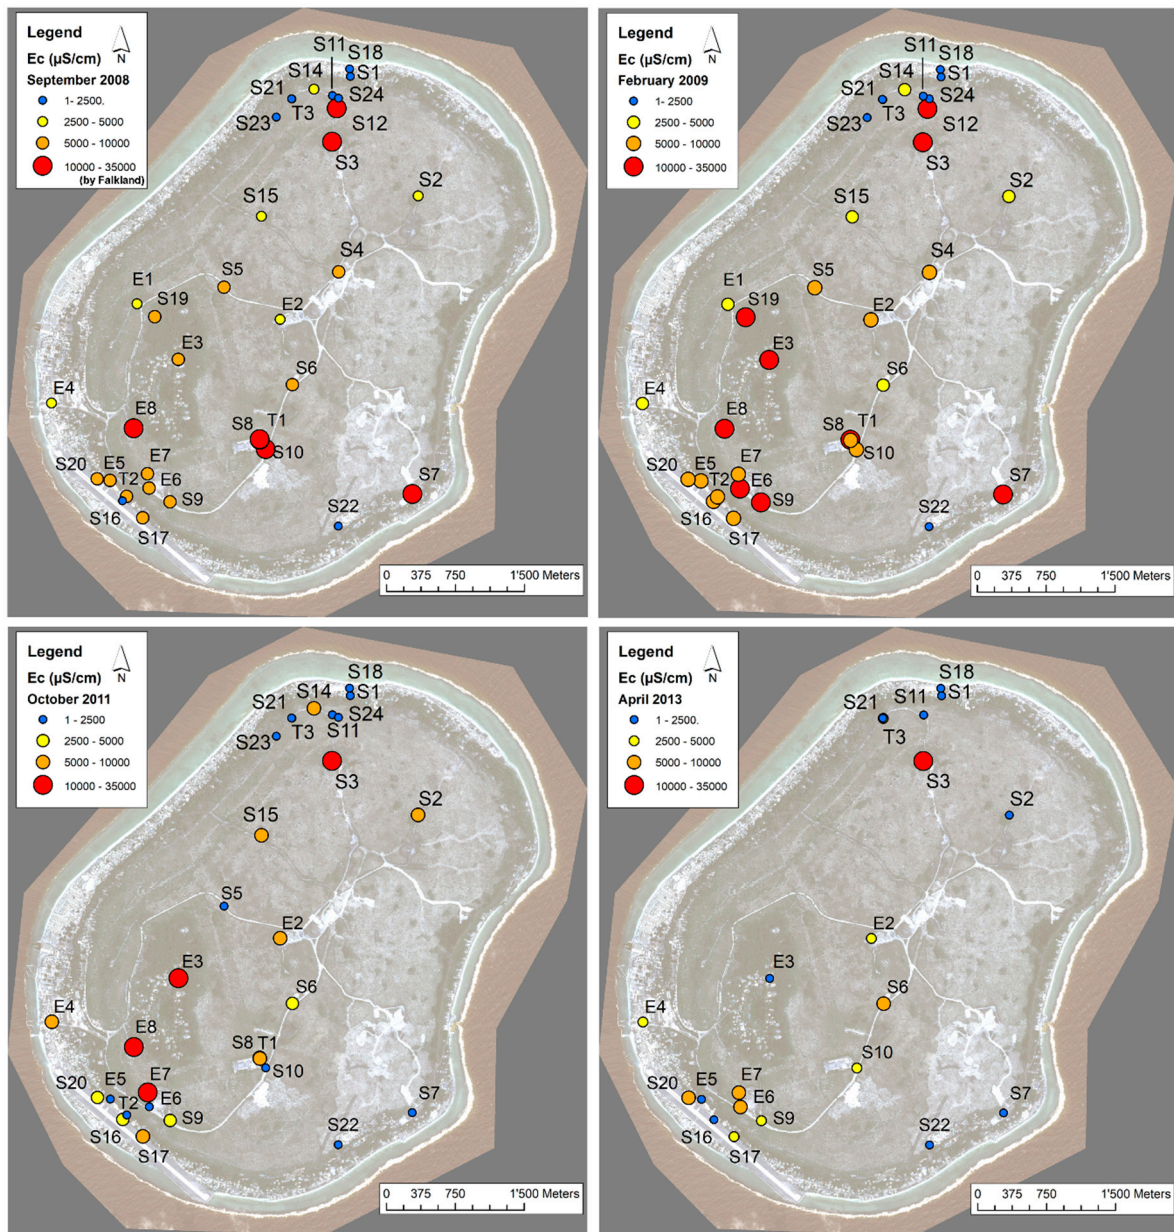 Legend
Ec (µS/cm)
N
September 2008
1- 2500.
2500 - 5000
5000 - 10000
10000 - 35000
(by Falkland)
S11
S18
S14
S1
S21
S24
T3
S23
S12
S3
S2
S15
S4
S5
E1
S19
E2
E3
S6
E4
E8
S8
T1
S10
E7
S20
E5
E6
T2
S9
S7
S16
S17
S22
0 375 750 1'500 Meters
Legend
Ec (µS/cm)
N
February 2009
1- 2500.
2500 - 5000
5000 - 10000
10000 - 35000
S11
S18
S14
S1
S21
S24
T3
S23
S12
S3
S2
S15
S4
S5
E1
S19
E2
E3
S6
E4
E8
S8
T1
S10
E7
S20
E5
E6
T2
S9
S7
S16
S17
S22
0 375 750 1'500 Meters
Legend
Ec (µS/cm)
N
October 2011
1 - 2500
2500 - 5000
5000 - 10000
10000 - 35000
S18
S14
S1
S21
S24
T3
S11
S23
S3
S2
S15
S5
E2
E3
S6
E4
E8
S8
T1
S10
E7
S20
E5
E6
T2
S9
S7
S16
S17
S22
0 375 750 1'500 Meters
Legend
Ec (µS/cm)
N
April 2013
1 - 2500.
2500 - 5000
5000 - 10000
10000 - 35000
S18
S11
S1
S21
T3
S3
S2
E2
E3
S6
E4
S10
E7
S20
E5
E6
S9
S7
S16
S17
S22
0 375 750 1'500 Meters